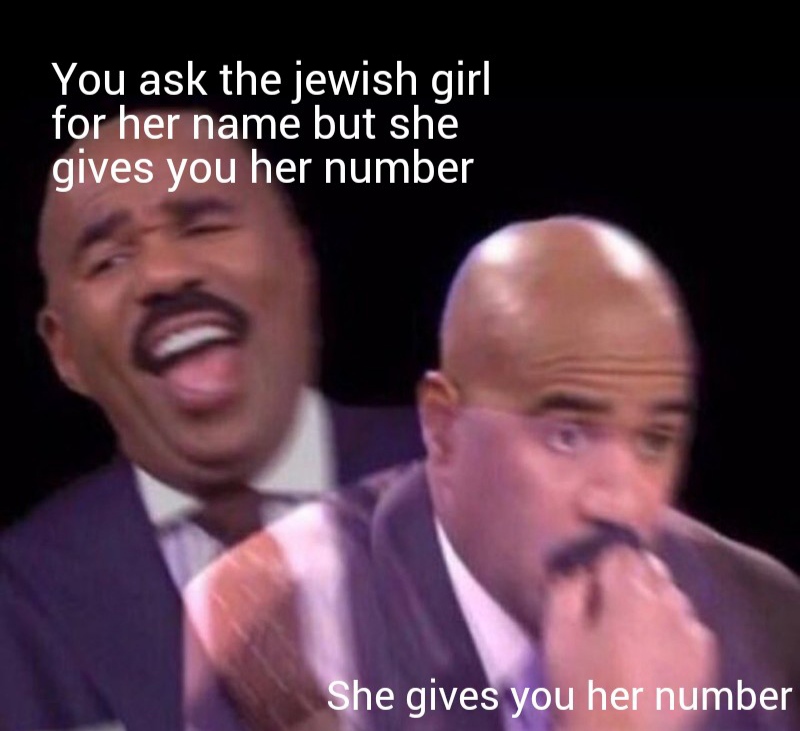 You ask the jewish girl
for her name but she
gives you her number
She gives you her number